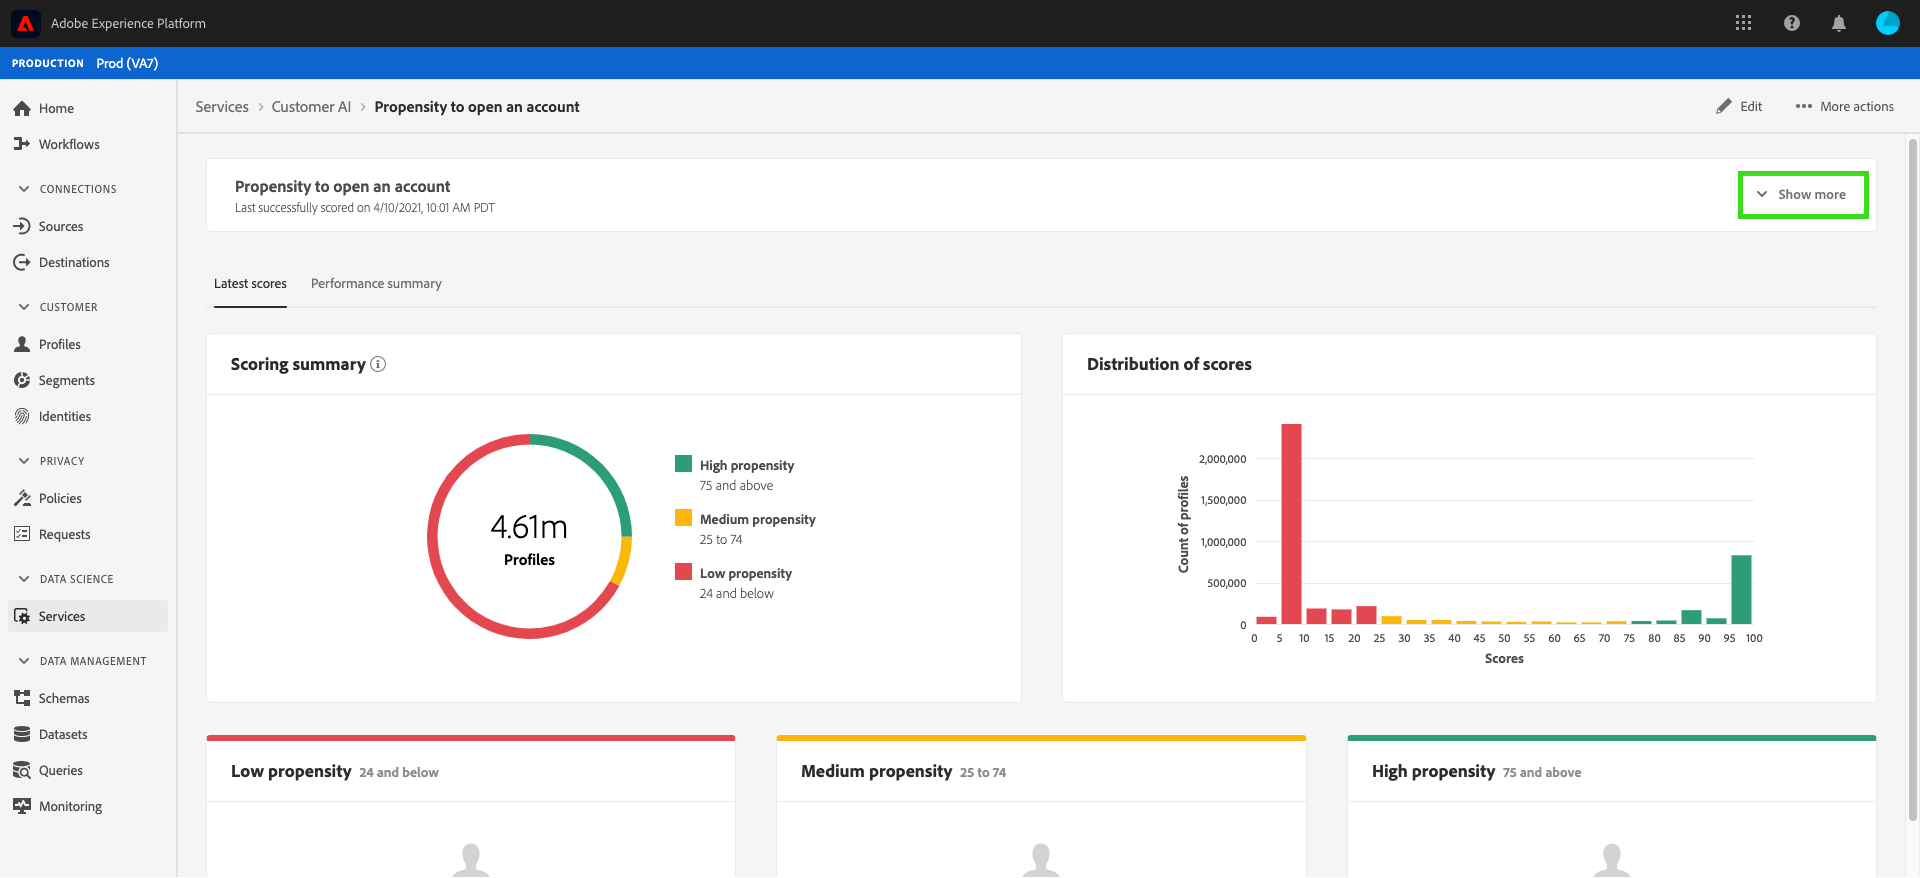 Adobe Experience Platform
PRODUCTION Prod (VA7)
Home
Workflows
CONNECTIONS
Sources
Destinations
CUSTOMER
Profiles
Segments
Identities
PRIVACY
Policies
Requests
DATA SCIENCE
Services
DATA MANAGEMENT
Schemas
Datasets
Queries
Monitoring
Services > Customer AI > Propensity to open an account
Edit
More actions
Propensity to open an account
Last successfully scored on 4/10/2021, 10:01 AM PDT
Show more
Latest scores
Performance summary
Scoring summary
4.61m
Profiles
High propensity
75 and above
Medium propensity
25 to 74
Low propensity
24 and below
Distribution of scores
Count of profiles
2,000,000
1,500,000
1,000,000
500,000
0
0 5 10 15 20 25 30 35 40 45 50 55 60 65 70 75 80 85 90 95 100
Scores
Low propensity 24 and below
Medium propensity 25 to 74
High propensity 75 and above